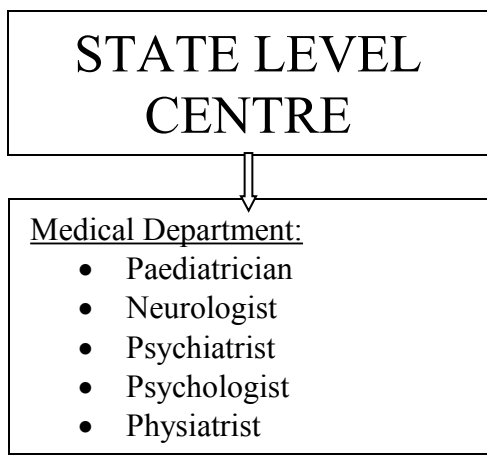 STATE LEVEL
CENTRE
Medical Department:
• Paediatrician
• Neurologist
• Psychiatrist
• Psychologist
• Physiatrist